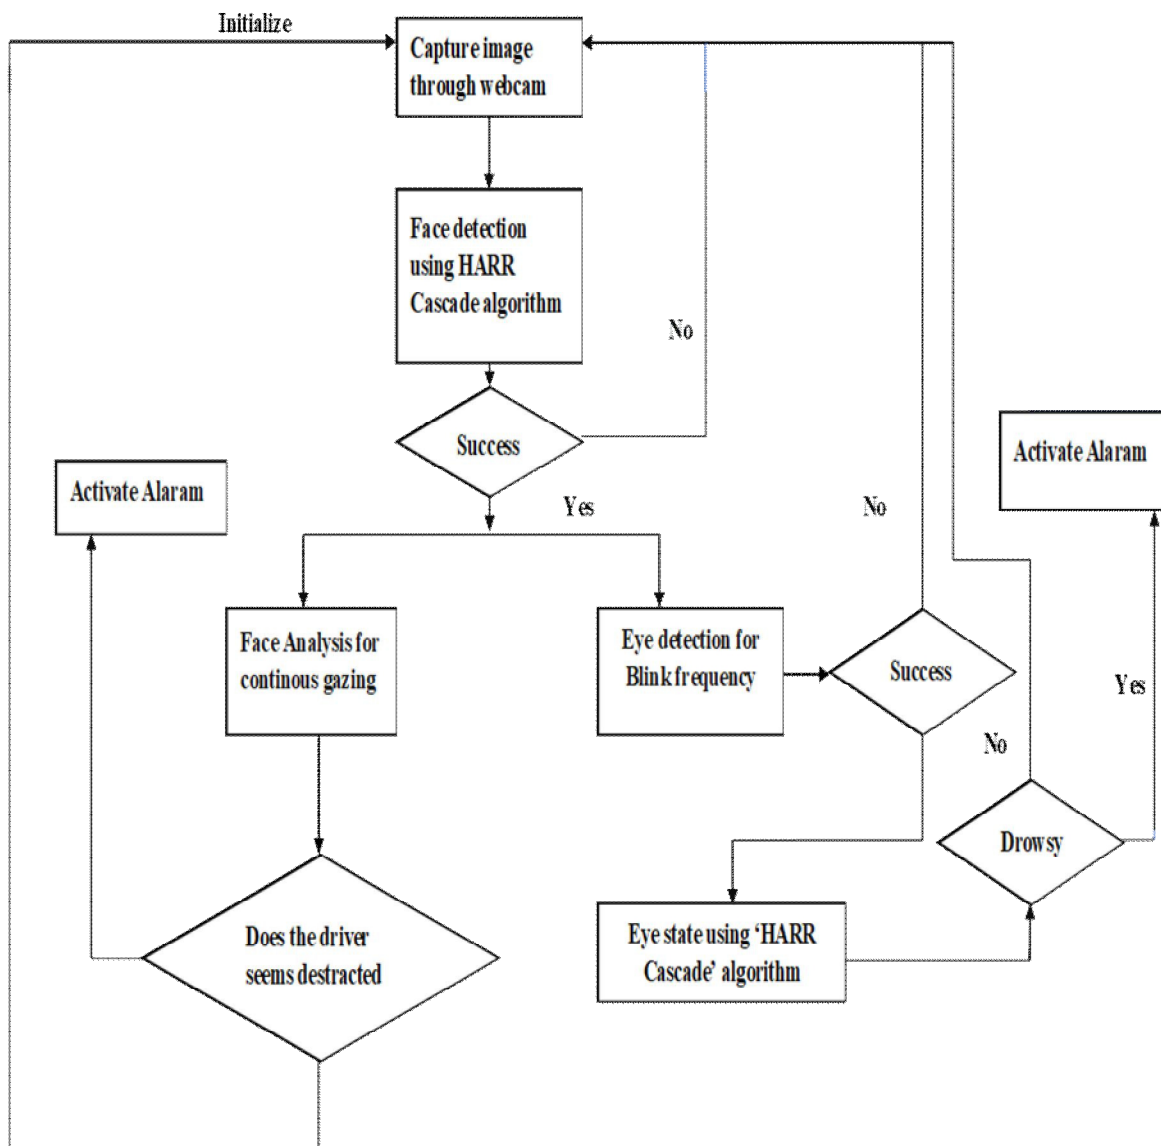 Initialize
Capture image
through webcam
Face detection
using HARR
Cascade algorithm
No
Success
Activate Alaram
Activate Alaram
Yes
No
Face Analysis for
continous gazing
Eye detection for
Blink frequency
Success
Yes
No
Drowsy
Does the driver
seems destracted
Eye state using ‘HARR
Cascade’ algorithm